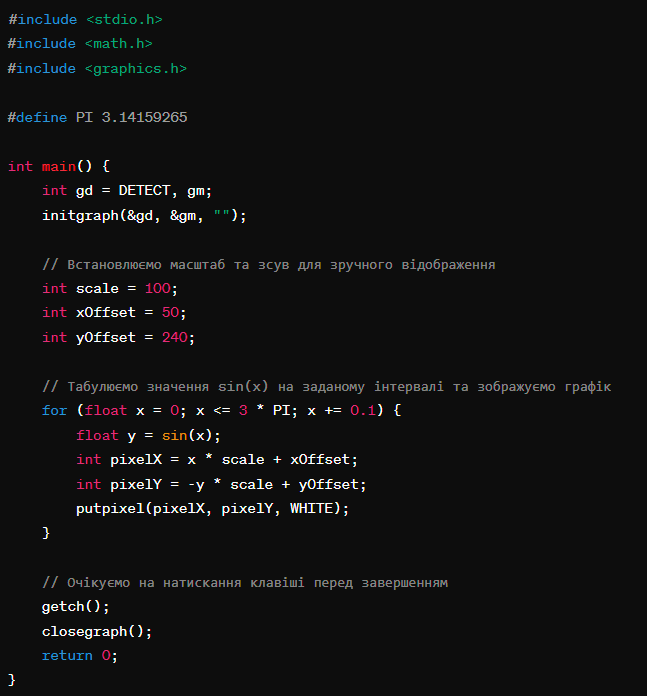 #include <stdio.h>
#include <math.h>
#include <graphics.h>

#define PI 3.14159265

int main() {
    int gd = DETECT, gm;
    initgraph(&gd, &gm, "");

    // Встановлюємо масштаб та зсув для зручного відображення
    int scale = 100;
    int xOffset = 50;
    int yOffset = 240;

    // Табулюємо значення sin(x) на заданому інтервалі та зображуємо графік
    for (float x = 0; x <= 3 * PI; x += 0.1) {
        float y = sin(x);
        int pixelX = x * scale + xOffset;
        int pixelY = -y * scale + yOffset;
        putpixel(pixelX, pixelY, WHITE);
    }

    // Очікуємо на натискання клавіші перед завершенням
    getch();
    closegraph();
    return 0;
}